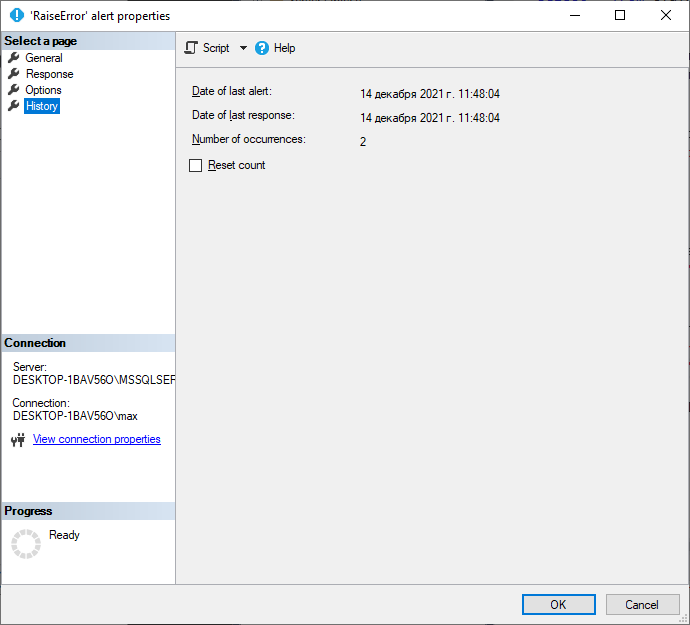 'RaiseError' alert properties
Select a page
General
Response
Options
History
Script
Help
Date of last alert: 14 декабря 2021 г. 11:48:04
Date of last response: 14 декабря 2021 г. 11:48:04
Number of occurrences: 2
Reset count
Connection
Server:
DESKTOP-1BAV56O\MSSQLSER
Connection:
DESKTOP-1BAV56O\max
View connection properties
Progress
Ready
OK
Cancel